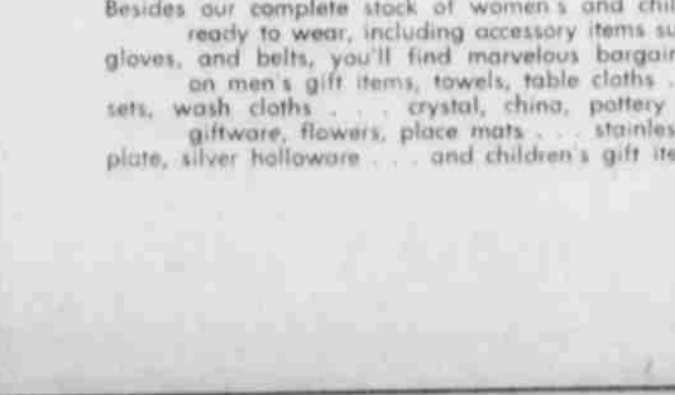 Besides our complete stock of women's and chil
ready to wear, including accessory items su
gloves, and belts, you'll find marvelous bargai
on men's gift items, towels, table cloths .
sets, wash cloths . . . crystal, china, pottery
giftware, flowers, place mats . . . stainles
plate, silver holloware . . . and children's gift ite